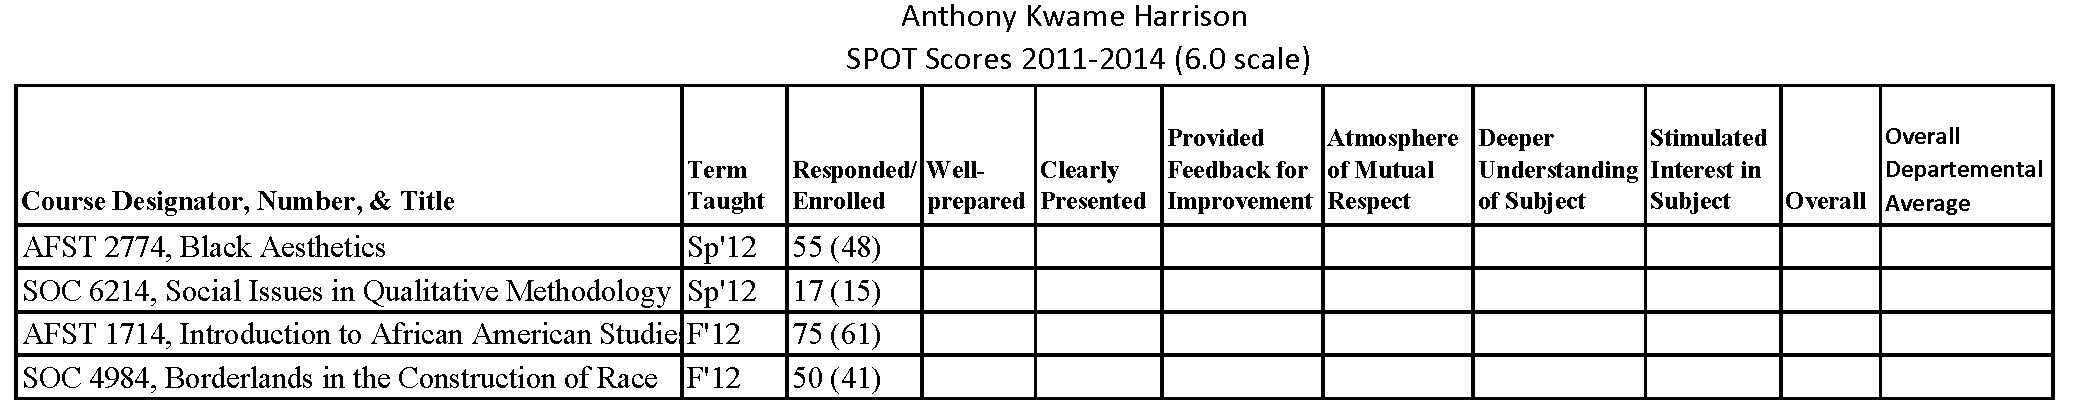 Anthony Kwame Harrison
SPOT Scores 2011-2014 (6.0 scale)
Course Designator, Number, & Title Term Taught Responded/ Enrolled Well- prepared Clearly Presented Provided Feedback for Improvement Atmosphere of Mutual Respect Deeper Understanding of Subject Stimulated Interest in Subject Overall Overall Departemental Average
AFST 2774, Black Aesthetics Sp'12 55 (48)
SOC 6214, Social Issues in Qualitative Methodology Sp'12 17 (15)
AFST 1714, Introduction to African American Studies F'12 75 (61)
SOC 4984, Borderlands in the Construction of Race F'12 50 (41)